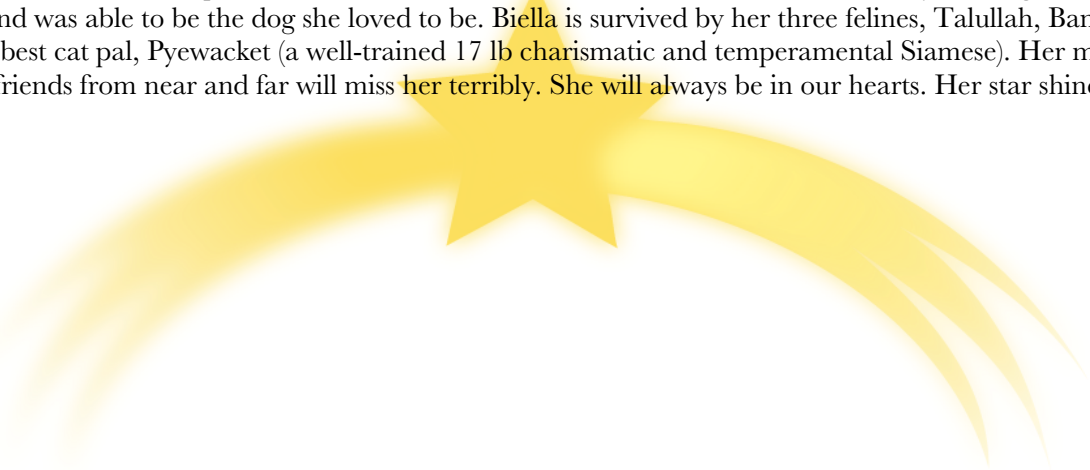 was able to be the dog she loved to be. Biella is survived by her three felines, Talullah,
best cat pal, Pyewacket (a well-trained 17 lb charismatic and temperamental Siamese). Her
from near and far will miss her terribly. She will always be in our hearts. Her star